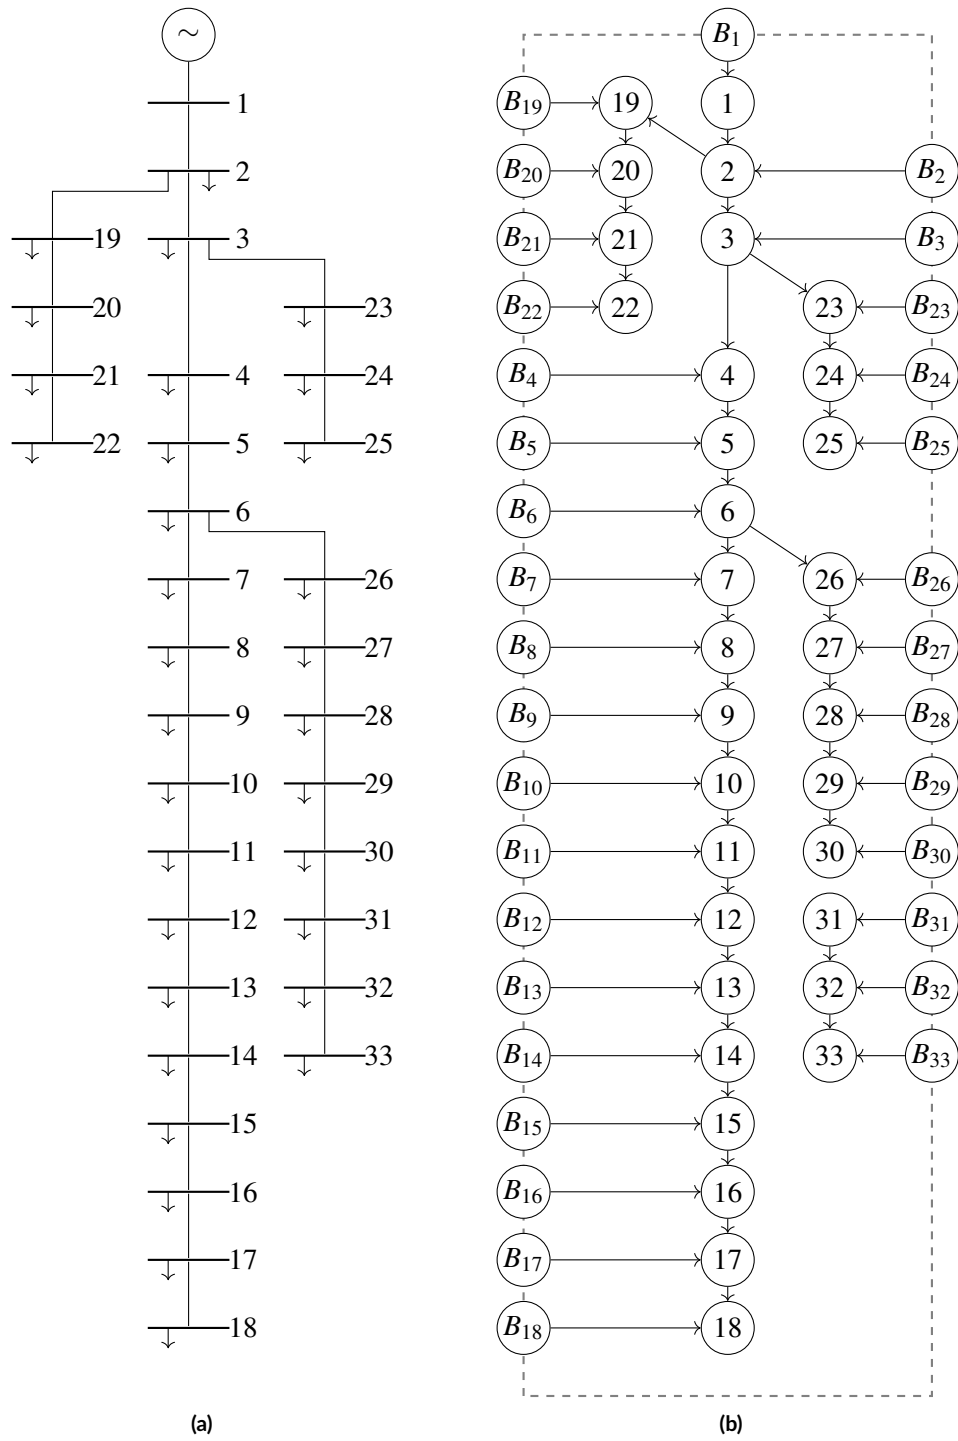 ∼
1
2
19 3
20 23
21 4 24
22 5 25
6
7 26
8 27
9 28
10 29
11 30
12 31
13 32
14 33
15
16
17
18
(a)
B₁
B₁₉ 19 1
B₂₀ 20 2 B₂
B₂₁ 21 3 B₃
B₂₂ 22 23 B₂₃
B₄ 4 24 B₂₄
B₅ 5 25 B₂₅
B₆ 6
B₇ 7 26 B₂₆
B₈ 8 27 B₂₇
B₉ 9 28 B₂₈
B₁₀ 10 29 B₂₉
B₁₁ 11 30 B₃₀
B₁₂ 12 31 B₃₁
B₁₃ 13 32 B₃₂
B₁₄ 14 33 B₃₃
B₁₅ 15
B₁₆ 16
B₁₇ 17
B₁₈ 18
(b)